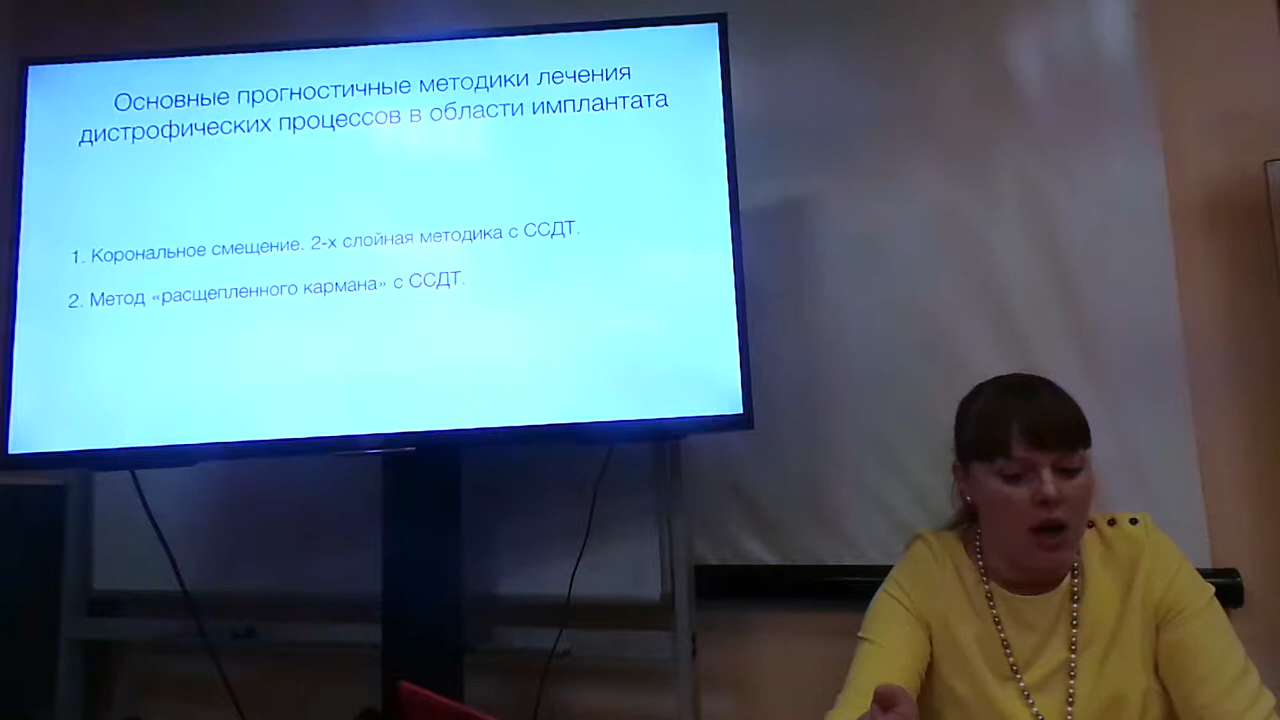 Основные прогностичные методики лечения
дистрофических процессов в области имплантата
1. Корональное смещение. 2-х слойная методика с ССДТ.
2. Метод «расщепленного кармана» с ССДТ.